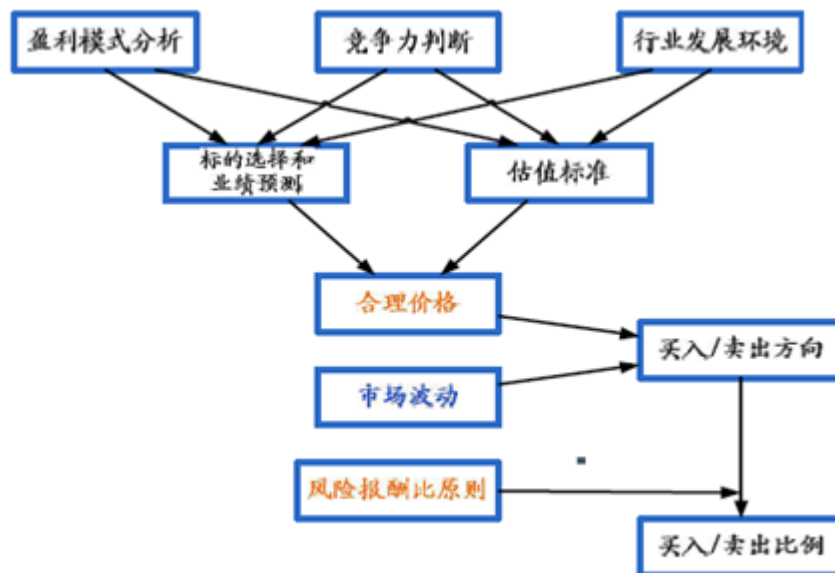 盈利模式分析
竞争力判断
行业发展环境
标的选择和
业绩预测
估值标准
合理价格
买入/卖出方向
市场波动
风险报酬比原则
买入/卖出比例